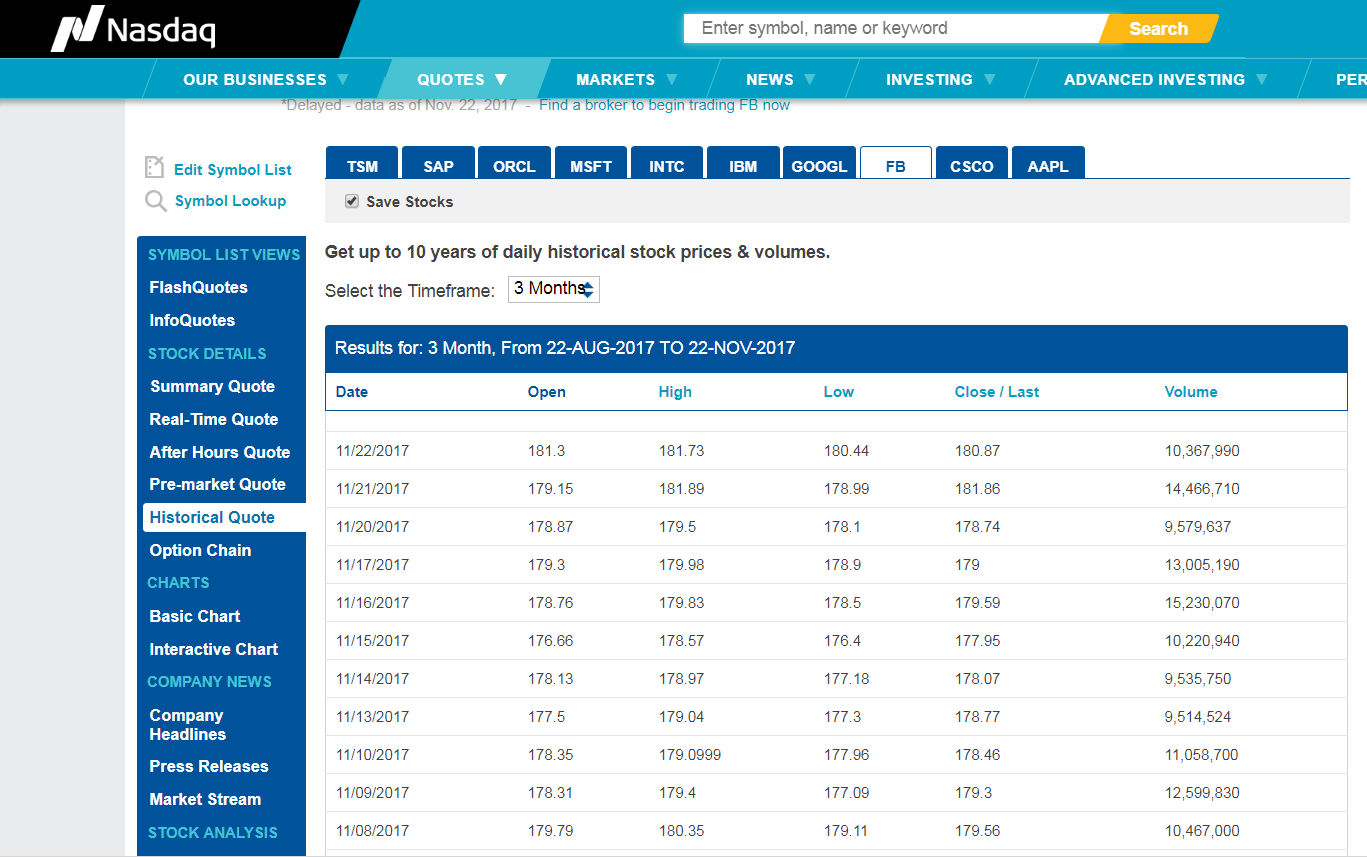 Nasdaq
Enter symbol, name or keyword
Search
OUR BUSINESSES ▼ QUOTES ▼ MARKETS ▼ NEWS ▼ INVESTING ▼ ADVANCED INVESTING ▼ PER
*Delayed - data as of Nov. 22, 2017 - Find a broker to begin trading FB now
Edit Symbol List
Symbol Lookup
SYMBOL LIST VIEWS
FlashQuotes
InfoQuotes
STOCK DETAILS
Summary Quote
Real-Time Quote
After Hours Quote
Pre-market Quote
Historical Quote
Option Chain
CHARTS
Basic Chart
Interactive Chart
COMPANY NEWS
Company
Headlines
Press Releases
Market Stream
STOCK ANALYSIS
TSM SAP ORCL MSFT INTC IBM GOOGL FB CSCO AAPL
Save Stocks
Get up to 10 years of daily historical stock prices & volumes.
Select the Timeframe: 3 Months
Results for: 3 Month, From 22-AUG-2017 TO 22-NOV-2017
Date Open High Low Close / Last Volume
11/22/2017 181.3 181.73 180.44 180.87 10,367,990
11/21/2017 179.15 181.89 178.99 181.86 14,466,710
11/20/2017 178.87 179.5 178.1 178.74 9,579,637
11/17/2017 179.3 179.98 178.9 179 13,005,190
11/16/2017 178.76 179.83 178.5 179.59 15,230,070
11/15/2017 176.66 178.57 176.4 177.95 10,220,940
11/14/2017 178.13 178.97 177.18 178.07 9,535,750
11/13/2017 177.5 179.04 177.3 178.77 9,514,524
11/10/2017 178.35 179.0999 177.96 178.46 11,058,700
11/09/2017 178.31 179.4 177.09 179.3 12,599,830
11/08/2017 179.79 180.35 179.11 179.56 10,467,000